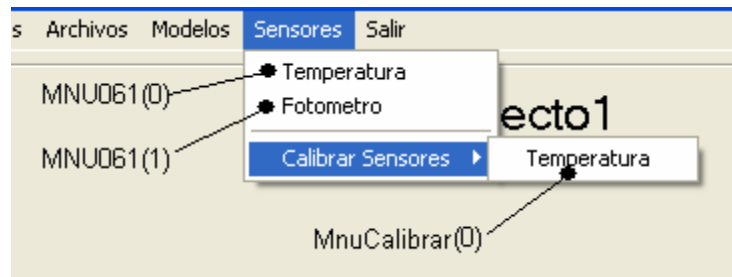 s Archivos Modelos Sensores Salir
Temperatura
MNU061(0)
Fotometro
ecto1
MNU061(1)
Calibrar Sensores
Temperatura
MnuCalibrar(0)